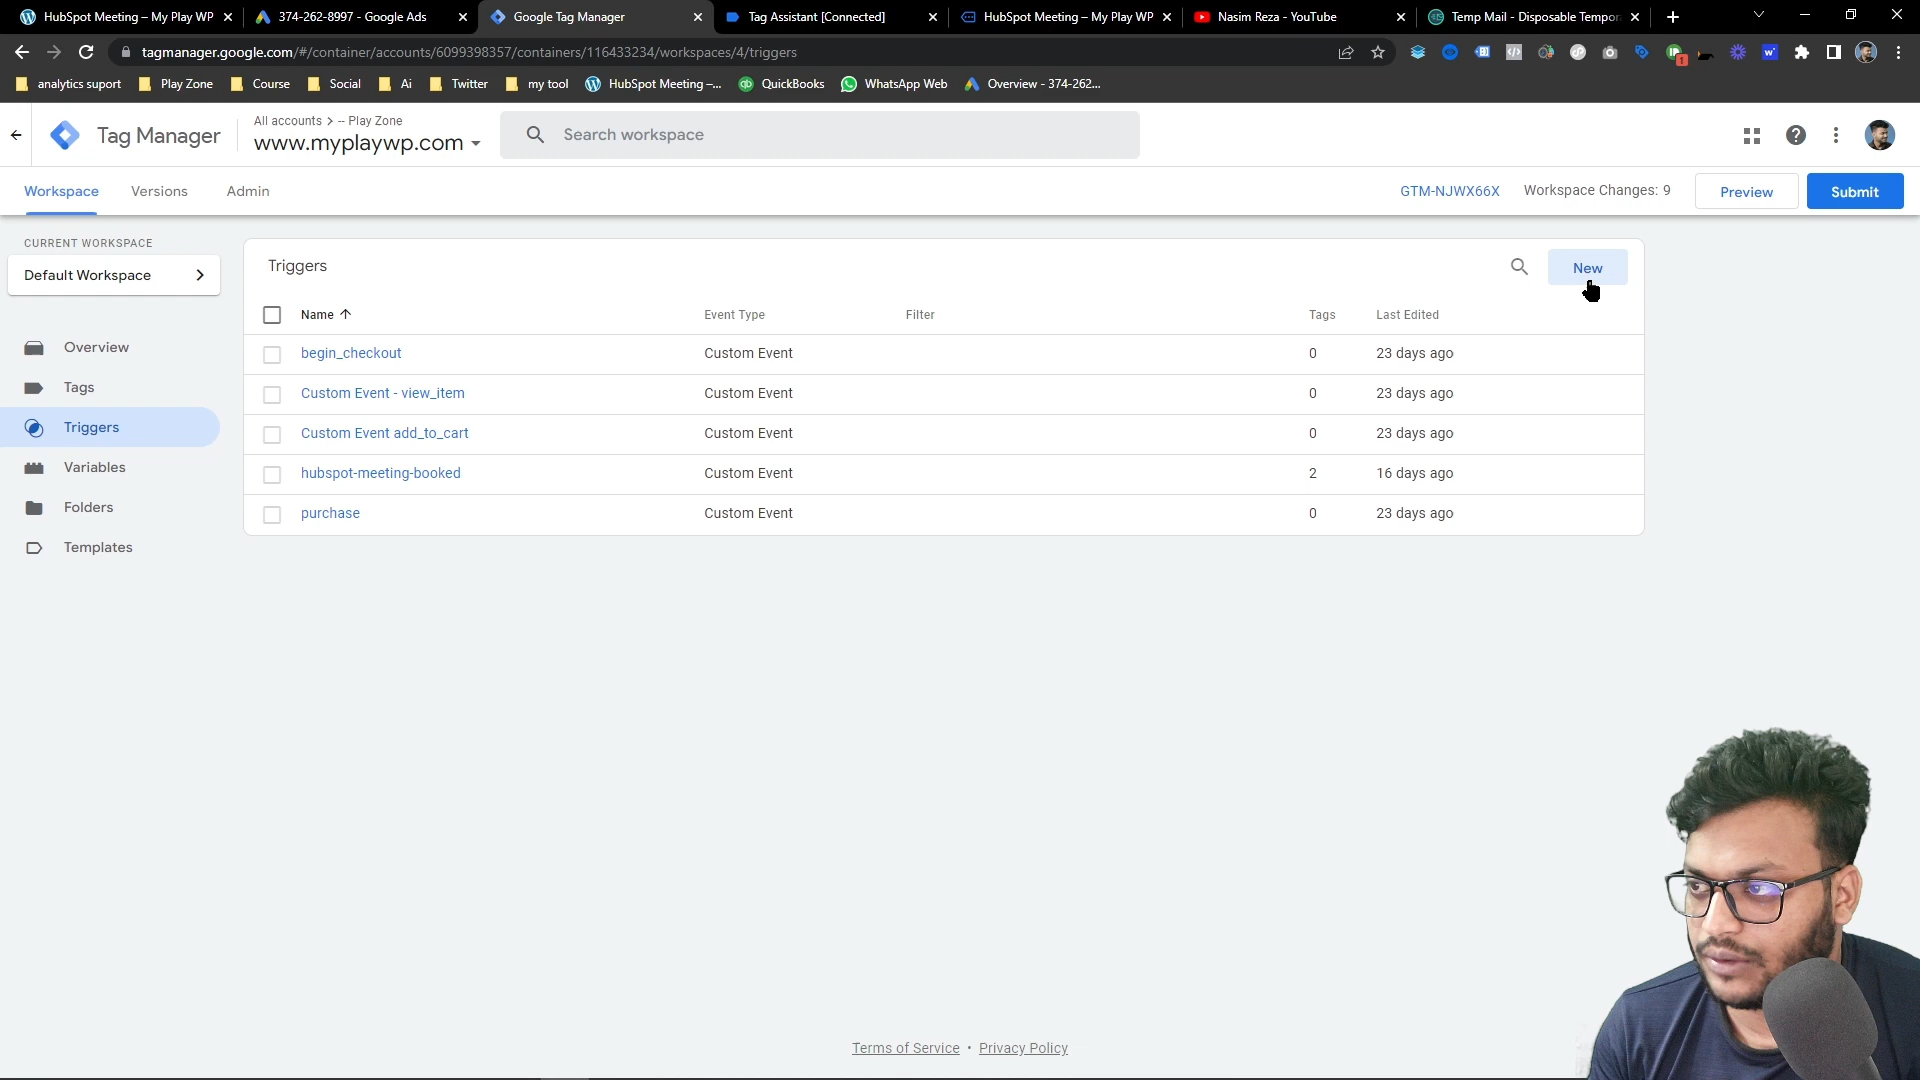 HubSpot Meeting – My Play WP
374-262-8997 - Google Ads
Google Tag Manager
Tag Assistant [Connected]
HubSpot Meeting – My Play WP
Nasim Reza - YouTube
Temp Mail - Disposable Tempor
tagmanager.google.com/#/container/accounts/6099398357/containers/116433234/workspaces/4/triggers
analytics suport
Play Zone
Course
Social
Ai
Twitter
my tool
HubSpot Meeting –...
QuickBooks
WhatsApp Web
Overview - 374-262...
Tag Manager
All accounts > -- Play Zone
www.myplaywp.com
Search workspace
Workspace
Versions
Admin
GTM-NJWX66X
Workspace Changes: 9
Preview
Submit
CURRENT WORKSPACE
Default Workspace
Overview
Tags
Triggers
Variables
Folders
Templates
Triggers
New
Name Event Type Filter Tags Last Edited
begin_checkout Custom Event 0 23 days ago
Custom Event - view_item Custom Event 0 23 days ago
Custom Event add_to_cart Custom Event 0 23 days ago
hubspot-meeting-booked Custom Event 2 16 days ago
purchase Custom Event 0 23 days ago
Terms of Service • Privacy Policy